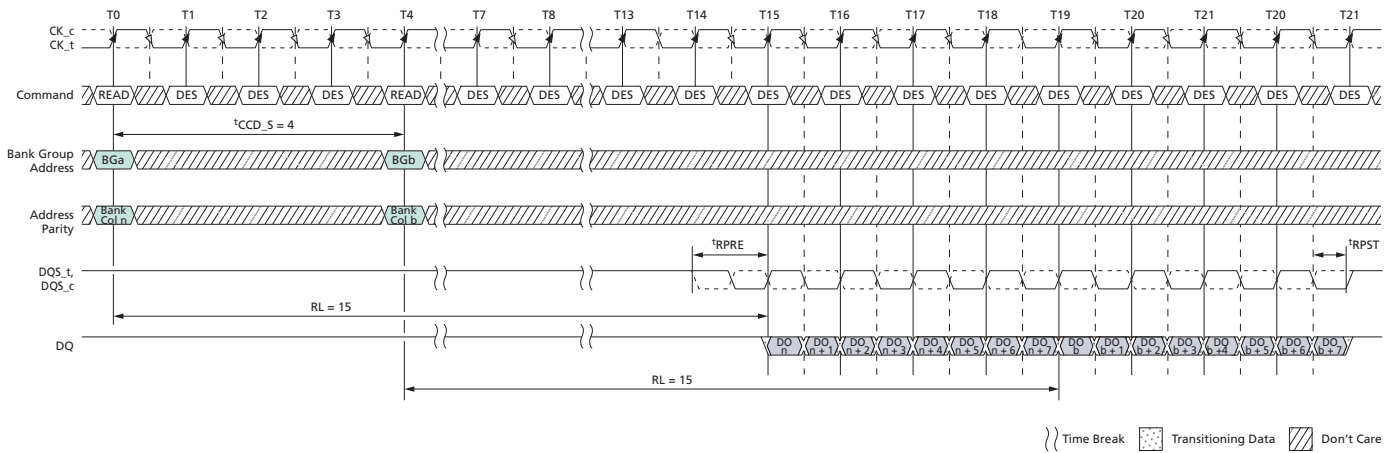 T0 T1 T2 T3 T4 T7 T8 T13 T14 T15 T16 T17 T18 T19 T20 T21 T20 T21
CK_c
CK_t
Command READ DES DES DES READ DES DES DES DES DES DES DES DES DES DES DES DES DES
tCCD_S = 4
Bank Group
Address
BGa BGb
Address
Parity
Bank
Col n
Bank
Col b
tRPRE tRPST
DQS_t,
DQS_c
RL = 15
DQ
DO
n
DO
n + 1
DO
n + 2
DO
n + 3
DO
n + 4
DO
n + 5
DO
n + 6
DO
n + 7
DO
b
DO
b + 1
DO
b + 2
DO
b + 3
DO
b + 4
DO
b + 5
DO
b + 6
DO
b + 7
RL = 15
Time Break Transitioning Data Don't Care